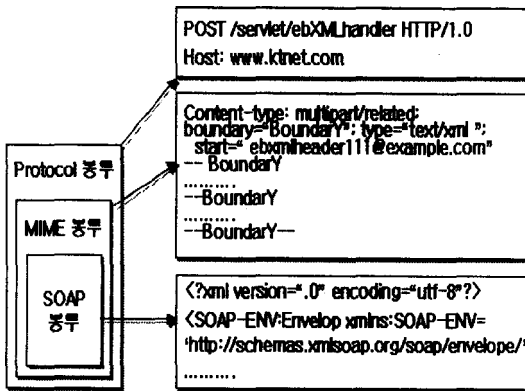 POST /servlet/ebXMLhandler HTTP/1.0
Host: www.ktnet.com
Content-type: multipart/related;
boundary="BoundarY"; type="text/xml ";
start=" ebxmlheader111@example.com"
-- BoundarY
..........
--BoundarY
..........
--BoundarY--
Protocol 봉투
MIME 봉투
SOAP
봉투
<?xml version=".0" encoding="utf-8"?>
<SOAP-ENV:Envelop xmlns:SOAP-ENV=
'http://schemas.xmlsoap.org/soap/envelope/'
..........